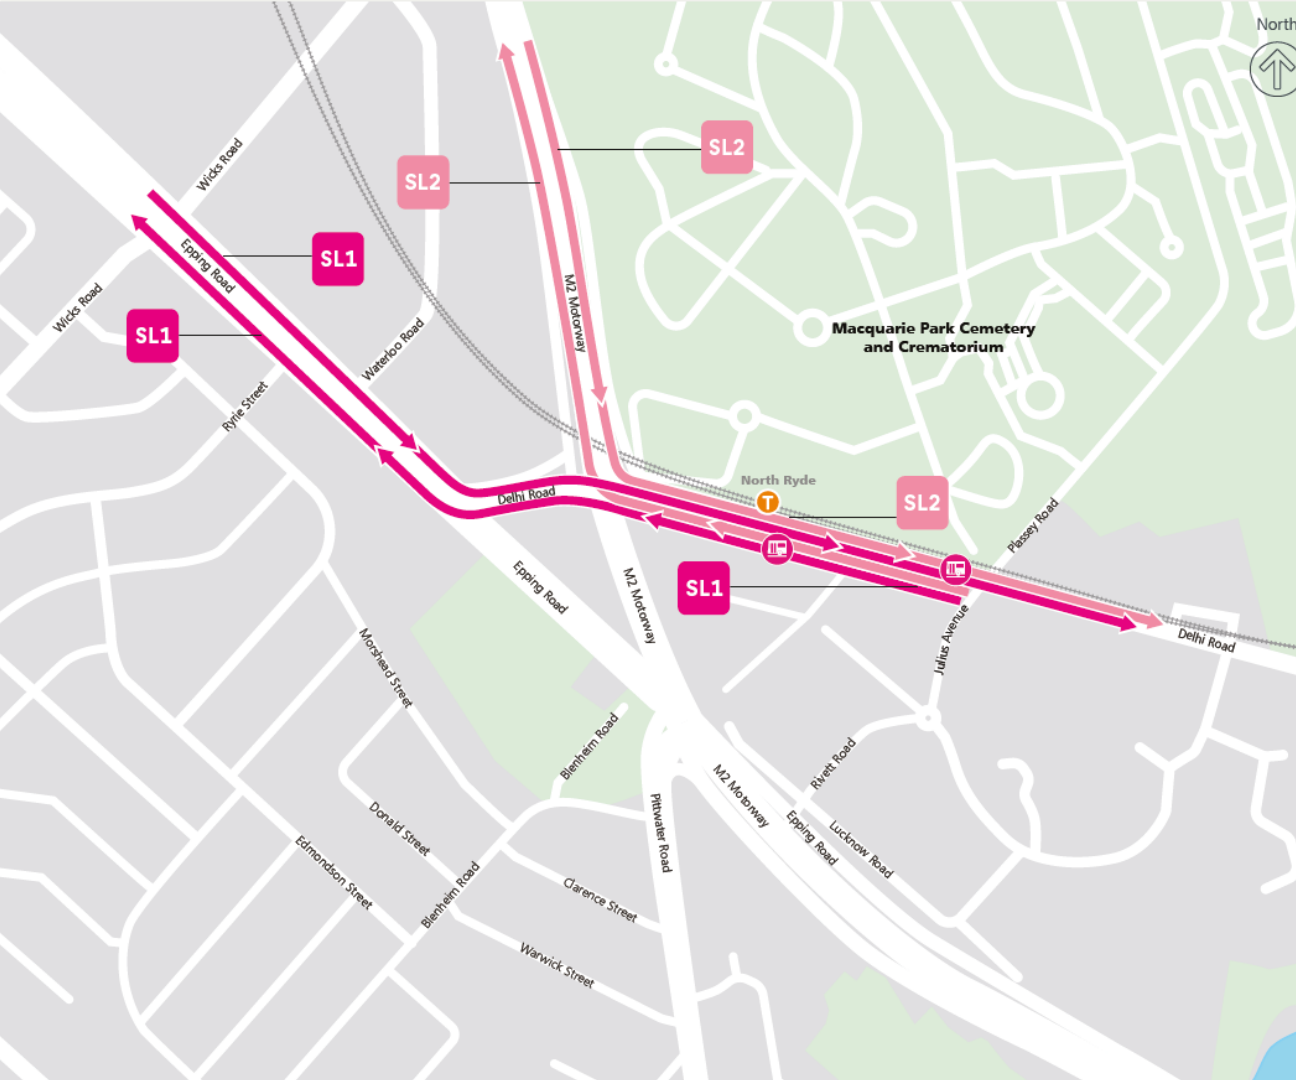 North
Wicks Road
SL2
SL2
SL1
Epping Road
Wicks Road
SL1
M2 Motorway
Waterloo Road
Macquarie Park Cemetery
and Crematorium
Ryrie Street
North Ryde
T
SL2
Delhi Road
Plassey Road
SL1
Epping Road
M2 Motorway
Julius Avenue
Delhi Road
Morshead Street
Blenheim Road
Rivett Road
M2 Motorway
Pittwater Road
Donald Street
Epping Road
Lucknow Road
Edmondson Street
Blenheim Road
Clarence Street
Warwick Street